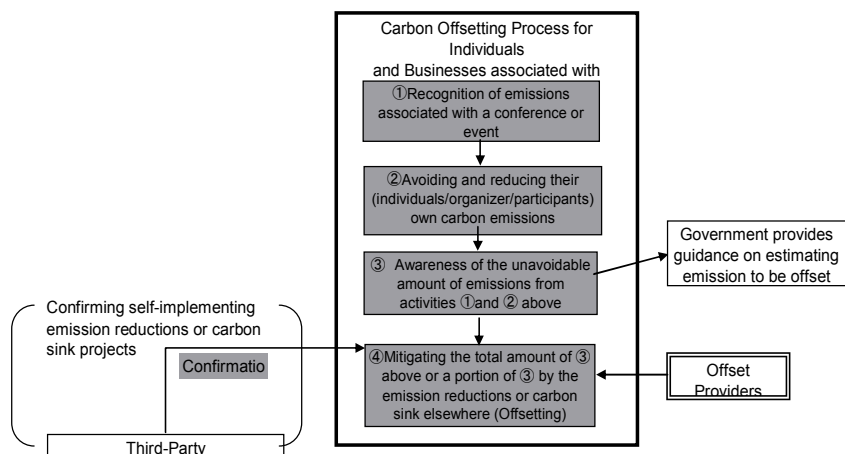 Carbon Offsetting Process for
Individuals
and Businesses associated with
①Recognition of emissions
associated with a conference or
event
②Avoiding and reducing their
(individuals/organizer/participants)
own carbon emissions
③ Awareness of the unavoidable
amount of emissions from
activities ①and ② above
Government provides
guidance on estimating
emission to be offset
Confirming self-implementing
emission reductions or carbon
sink projects
Confirmatio
④Mitigating the total amount of ③
above or a portion of ③ by the
emission reductions or carbon
sink elsewhere (Offsetting)
Offset
Providers
Third-Party